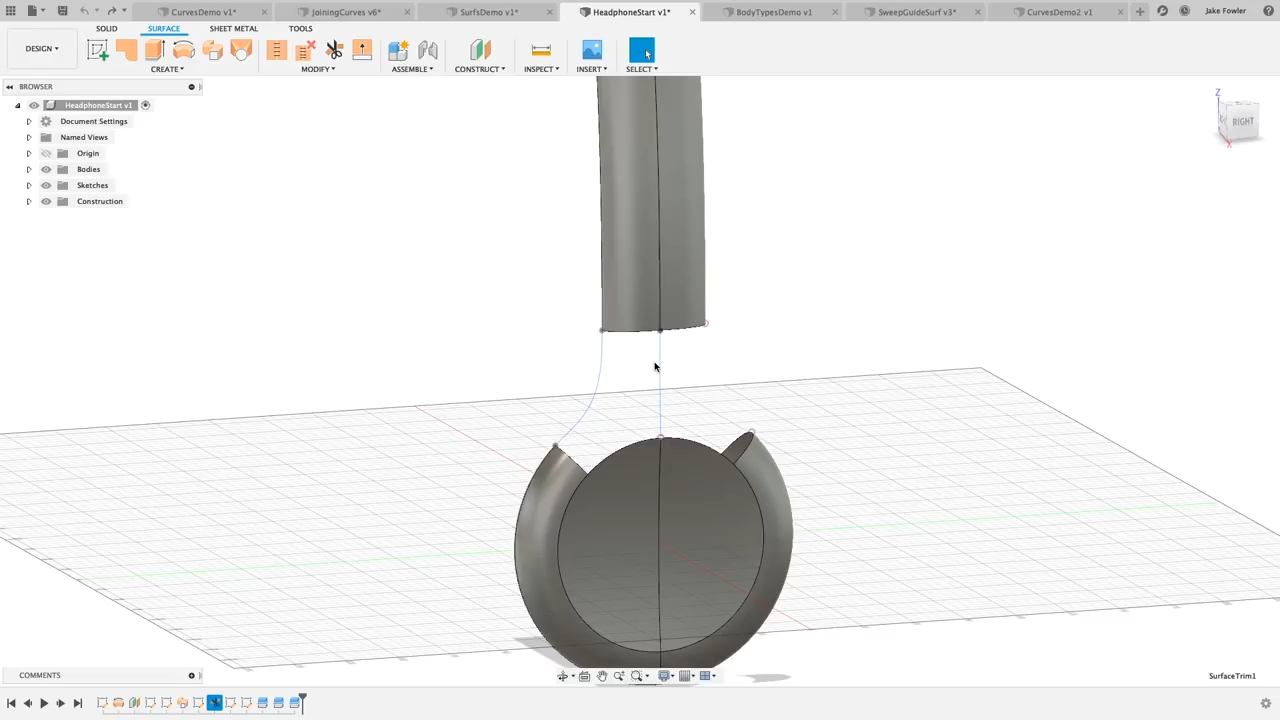 CurvesDemo v1*
JoiningCurves v6*
SurfsDemo v1*
HeadphoneStart v1*
BodyTypesDemo v1
SweepGuideSurf v3*
CurvesDemo2 v1
Jake Fowler
SOLID
SURFACE
SHEET METAL
TOOLS
DESIGN
CREATE
MODIFY
ASSEMBLE
CONSTRUCT
INSPECT
INSERT
SELECT
BROWSER
HeadphoneStart v1
Document Settings
Named Views
Origin
Bodies
Sketches
Construction
Z
RIGHT
X
COMMENTS
SurfaceTrim1